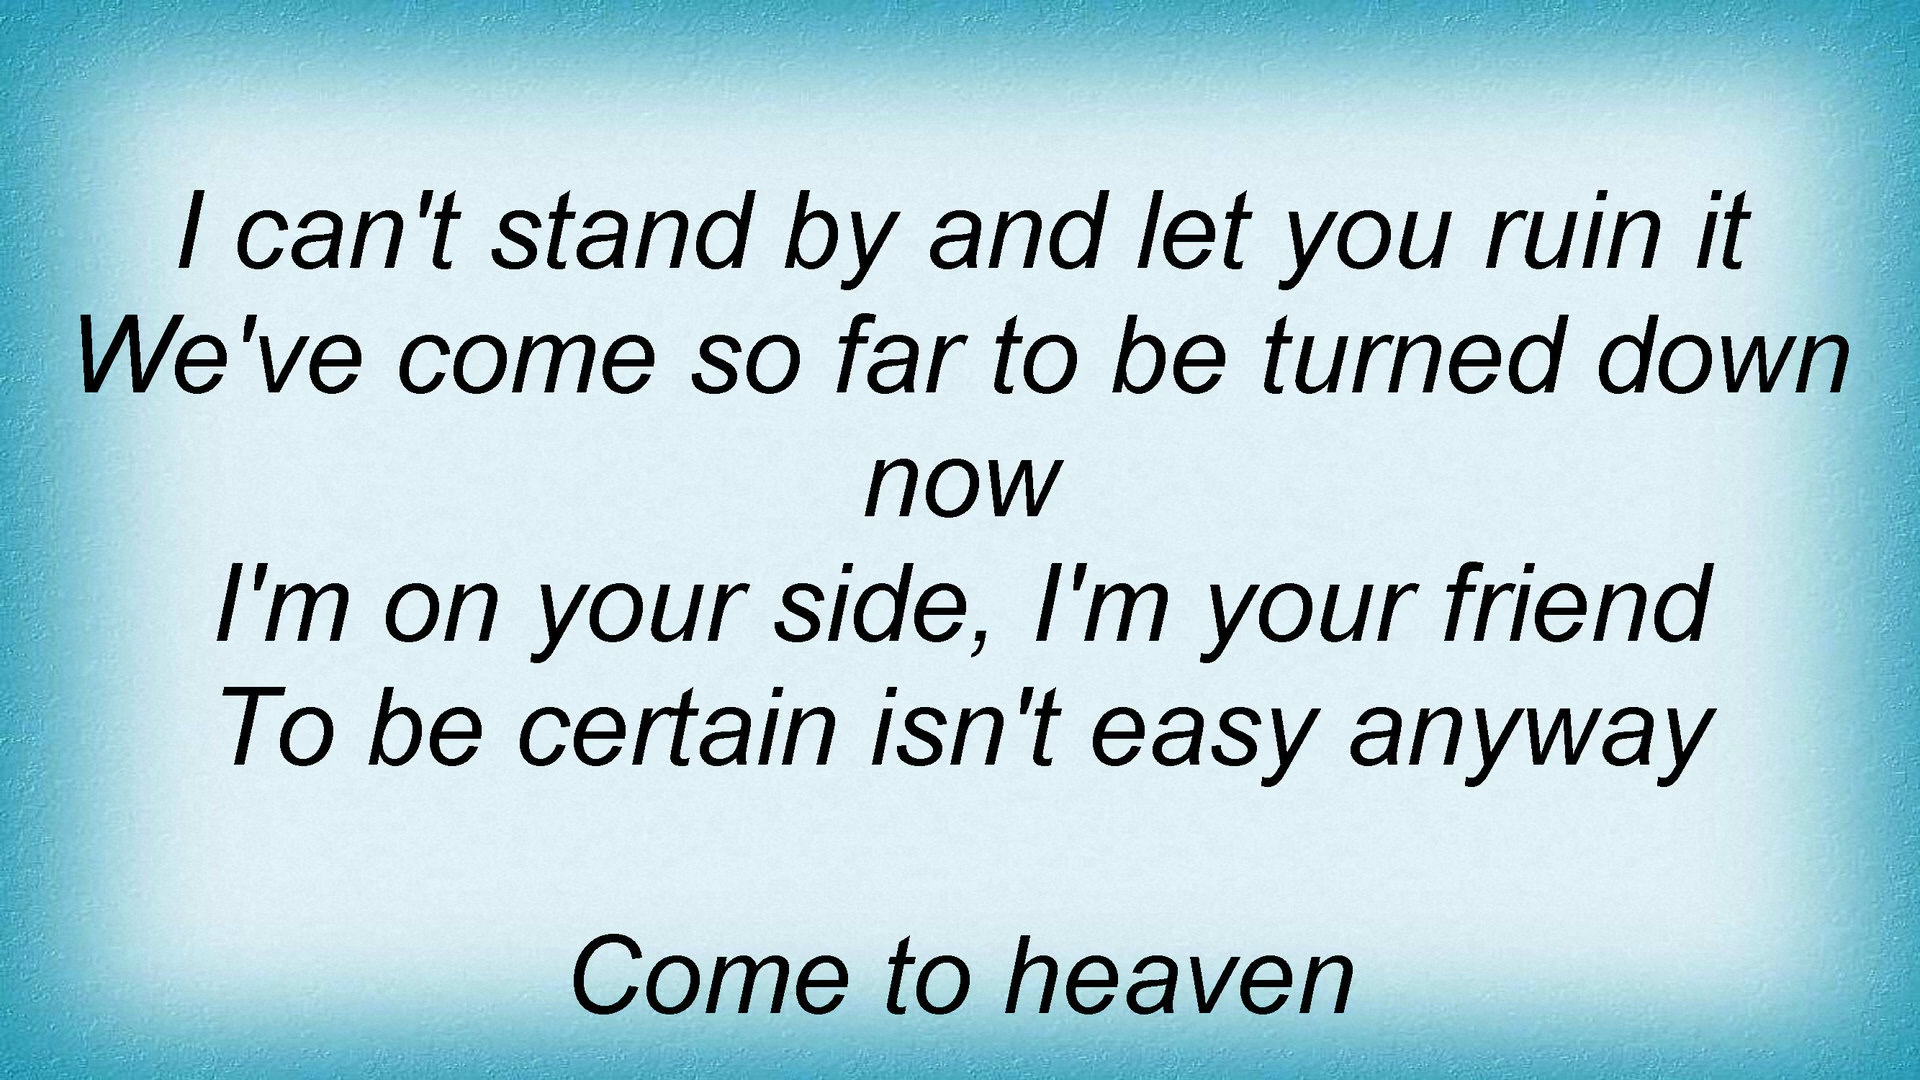 I can't stand by and let you ruin it
We've come so far to be turned down
now
I'm on your side, I'm your friend
To be certain isn't easy anyway
Come to heaven